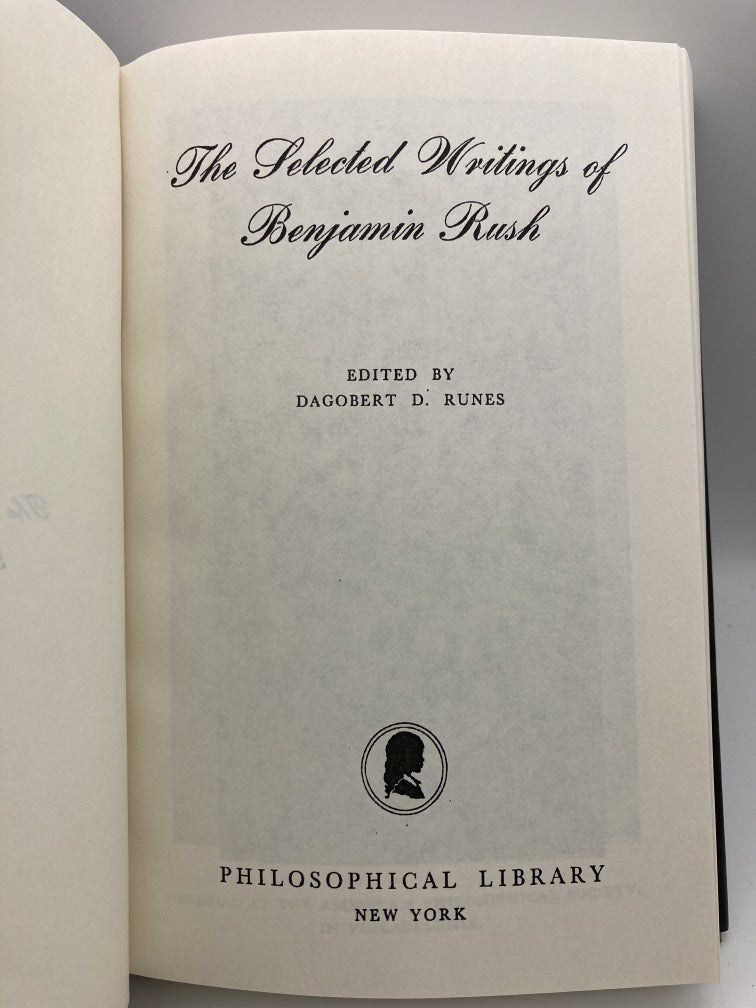 The Selected Writings of
Benjamin Rush
EDITED BY
DAGOBERT D. RUNES
PHILOSOPHICAL LIBRARY
NEW YORK